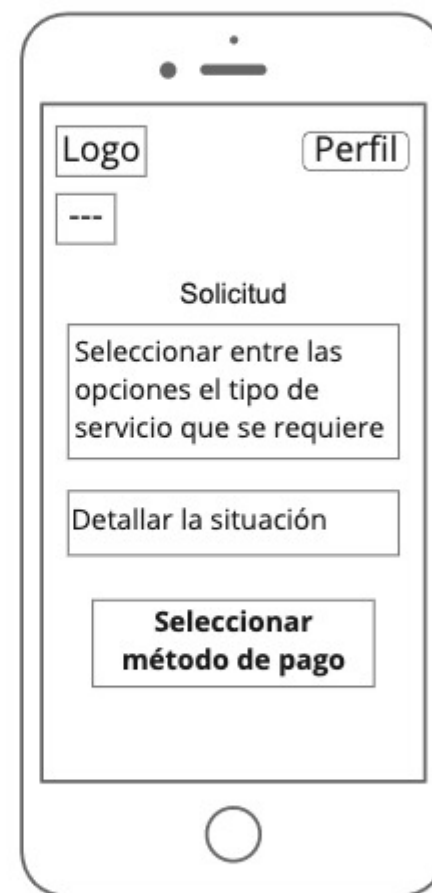 Logo
Perfil
---
Solicitud
Seleccionar entre las
opciones el tipo de
servicio que se requiere
Detallar la situación
Seleccionar
método de pago